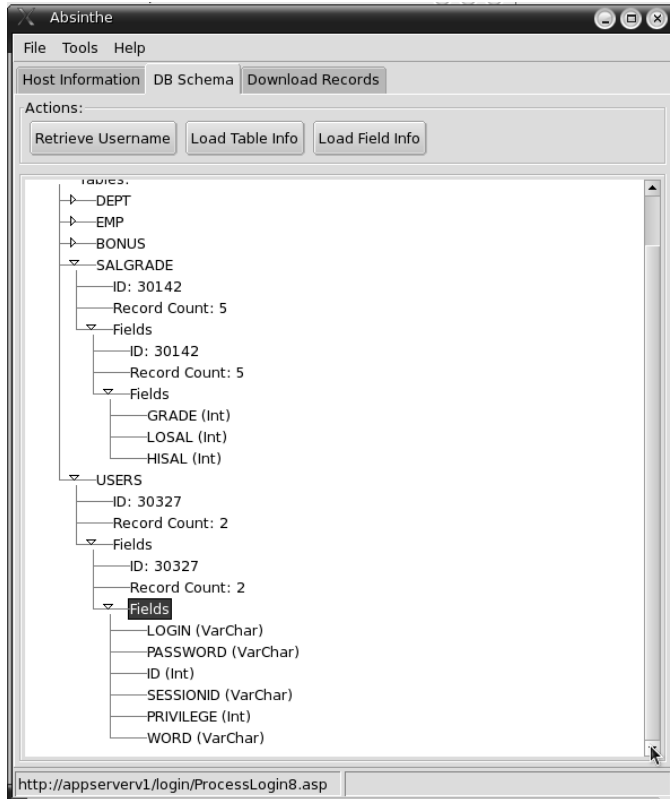 Absinthe
File Tools Help
Host Information DB Schema Download Records
Actions:
Retrieve Username Load Table Info Load Field Info
Tables:
DEPT
EMP
BONUS
SALGRADE
ID: 30142
Record Count: 5
Fields
ID: 30142
Record Count: 5
Fields
GRADE (Int)
LOSAL (Int)
HISAL (Int)
USERS
ID: 30327
Record Count: 2
Fields
ID: 30327
Record Count: 2
Fields
LOGIN (VarChar)
PASSWORD (VarChar)
ID (Int)
SESSIONID (VarChar)
PRIVILEGE (Int)
WORD (VarChar)
http://appserverv1/login/ProcessLogin8.asp